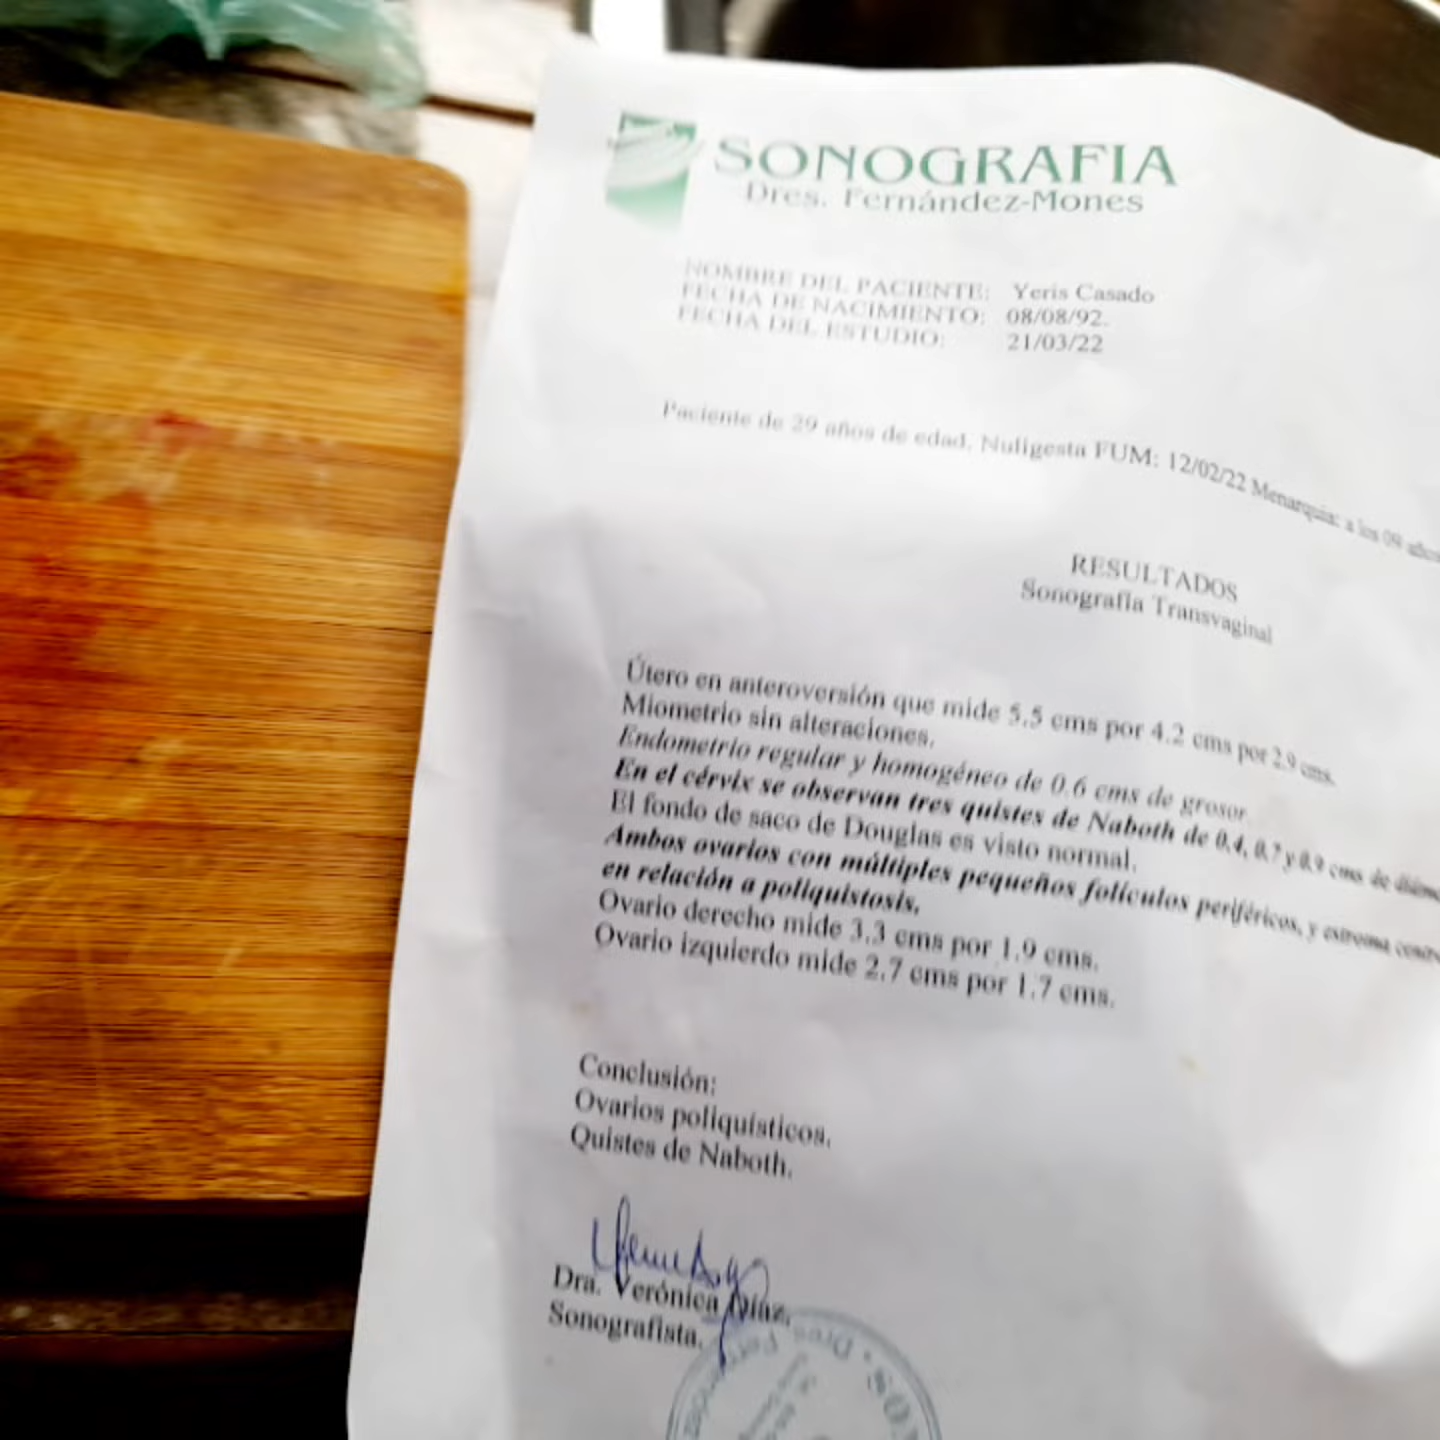 SONOGRAFIA
Dres. Fernández-Mones
NOMBRE DEL PACIENTE: Yeris Casado
FECHA DE NACIMIENTO: 08/08/92.
FECHA DEL ESTUDIO: 21/03/22
Paciente de 29 años de edad. Nuligesta FUM: 12/02/22 Menarquia: a los 09 años
RESULTADOS
Sonografía Transvaginal
Útero en anteroversión que mide 5.5 cms por 4.2 cms por 2.9 cms.
Miometrio sin alteraciones.
Endometrio regular y homogéneo de 0.6 cms de grosor.
En el cérvix se observan tres quistes de Naboth de 0.4, 0.7 y 0.9 cms de
El fondo de saco de Douglas es visto normal.
Ambos ovarios con múltiples pequeños folículos periféricos, y estroma
en relación a poliquistosis.
Ovario derecho mide 3.3 cms por 1.9 cms.
Ovario izquierdo mide 2.7 cms por 1.7 cms.
Conclusión:
Ovarios poliquísticos.
Quistes de Naboth.
Dra. Verónica Díaz.
Sonografista.